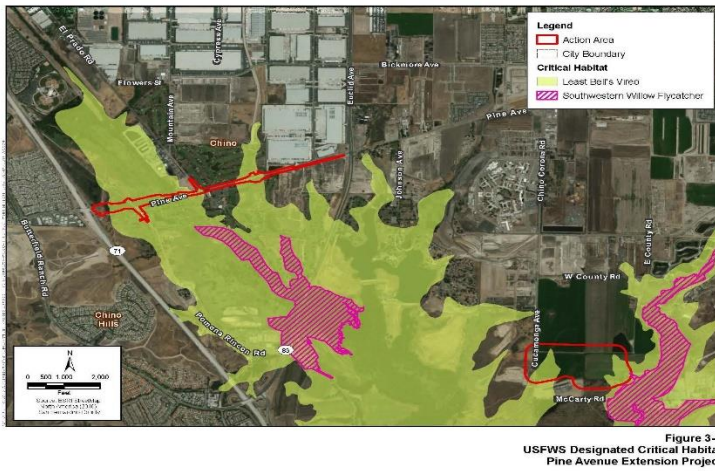 El Prado Rd
Cypress Ave
Flowers St
Mountain Ave
Euclid Ave
Bickmore Ave
Pine Ave
Chino
Johnson Ave
Chino Corona Rd
Pine Ave
Butterfield Ranch Rd
71
E County Rd
W County Rd
Chino
Hills
Pomona Rincon Rd
83
Cucamonga Ave
McCarty Rd
Legend
Action Area
City Boundary
Critical Habitat
Least Bell's Vireo
Southwestern Willow Flycatcher
N
0 500 1,000 2,000
Feet
Figure 3-
USFWS Designated Critical Habita
Pine Avenue Extension Projec